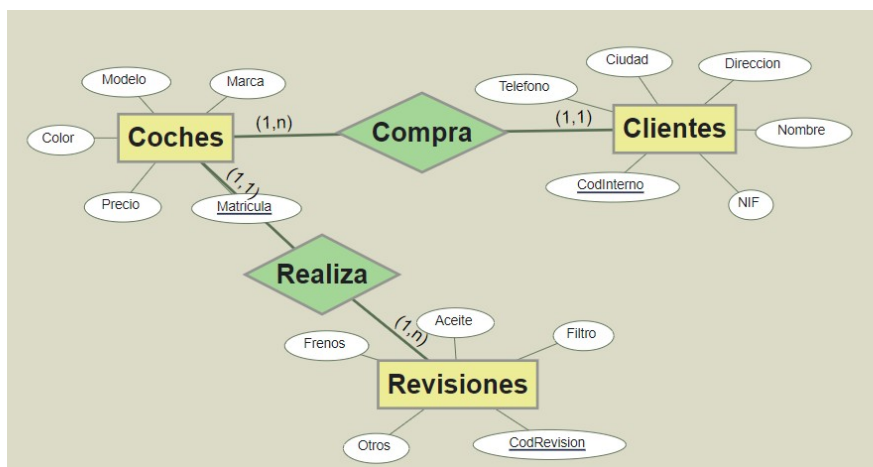 Ciudad
Direccion
Modelo
Marca
Telefono
Color
Coches
(1,n)
Compra
(1,1)
Clientes
Nombre
(1,1)
CodInterno
Precio
Matricula
NIF
Realiza
Aceite
(1,n)
Frenos
Filtro
Revisiones
Otros
CodRevision